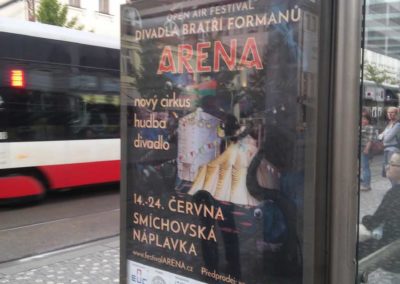 OPEN AIR FESTIVAL
DIVADLA BRATŘÍ FORMANŮ
ARENA
nový cirkus
hudba
divadlo
14.-24. ČERVNA
SMÍCHOVSKÁ
NÁPLAVKA
www.festivalARENA.cz Předprodej: